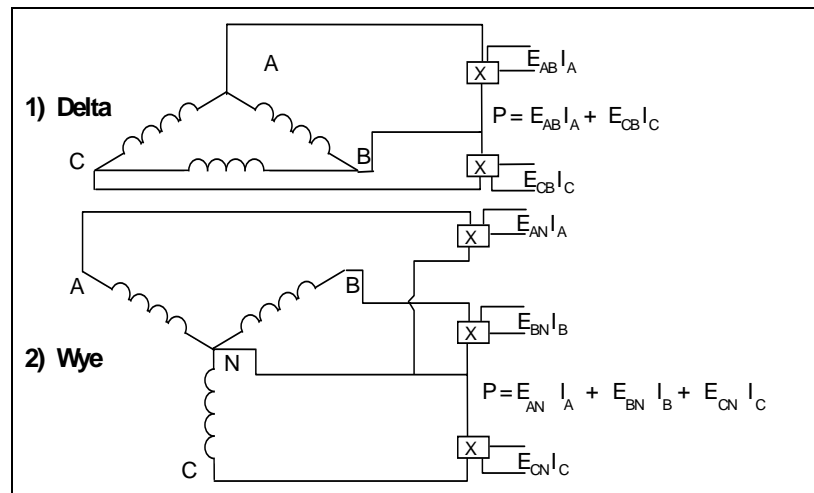 A
E_AB I_A
X
1) Delta
P = E_AB I_A + E_CB I_C
C
B
X
E_CB I_C
E_AN I_A
X
A
B
X
E_BN I_B
2) Wye
N
P = E_AN I_A + E_BN I_B + E_CN I_C
X
C
E_CN I_C